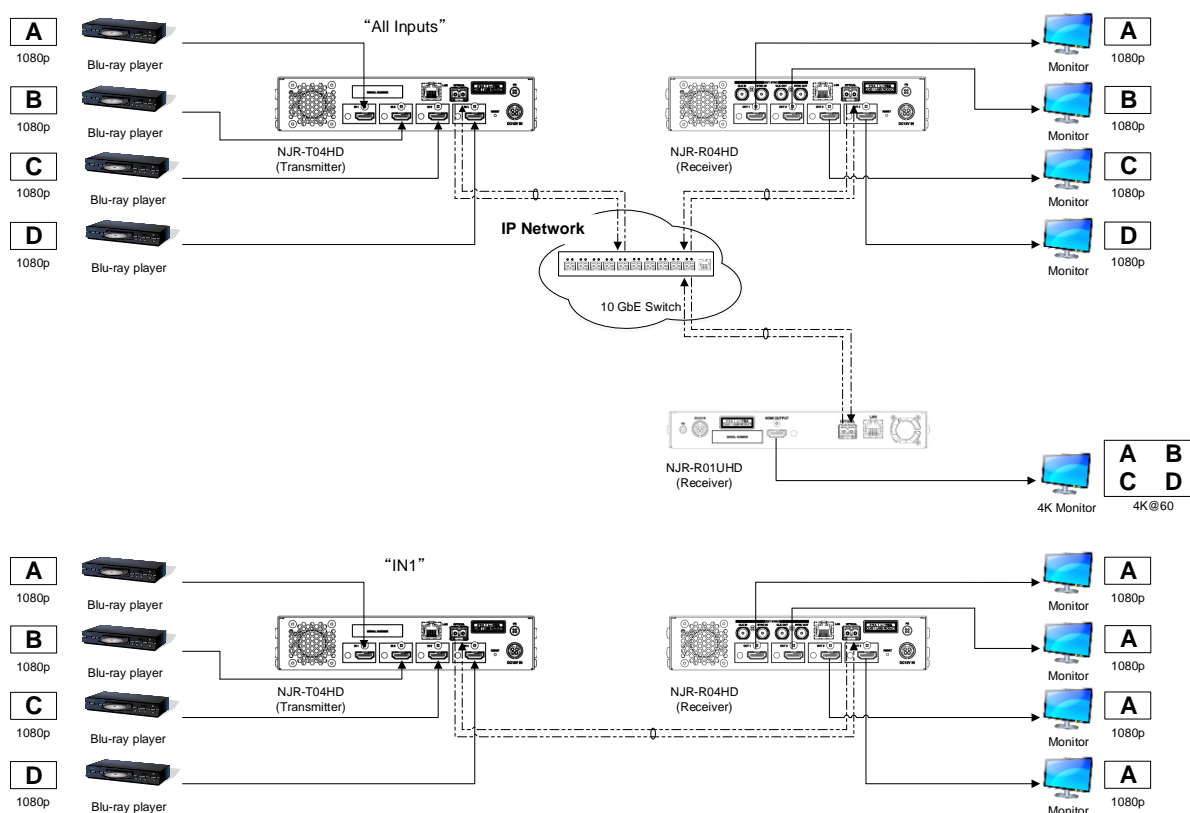 “All Inputs”
A
1080p
Blu-ray player
B
1080p
Blu-ray player
C
1080p
Blu-ray player
D
1080p
Blu-ray player
NJR-T04HD
(Transmitter)
NJR-R04HD
(Receiver)
Monitor
A
1080p
Monitor
B
1080p
Monitor
C
1080p
Monitor
D
1080p
IP Network
10 GbE Switch
HDMI OUTPUT
LAN
NJR-R01UHD
(Receiver)
4K Monitor
A B
C D
4K@60
“IN1”
A
1080p
Blu-ray player
B
1080p
Blu-ray player
C
1080p
Blu-ray player
D
1080p
Blu-ray player
NJR-T04HD
(Transmitter)
NJR-R04HD
(Receiver)
Monitor
A
1080p
Monitor
A
1080p
Monitor
A
1080p
Monitor
A
1080p